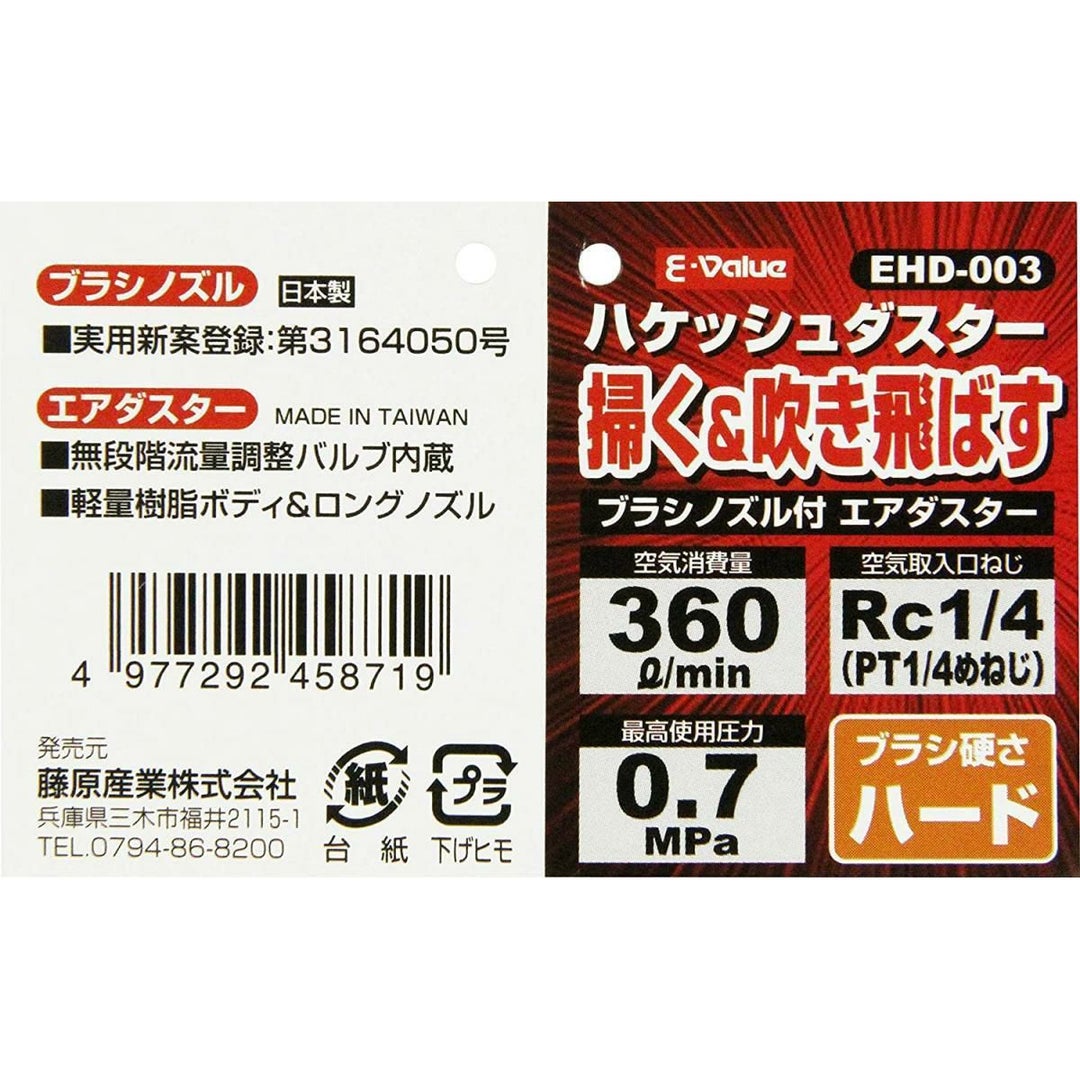 ブラシノズル 日本製
■実用新案登録:第3164050号
エアダスター MADE IN TAIWAN
■無段階流量調整バルブ内蔵
■軽量樹脂ボディ&ロングノズル
4 977292 458719
発売元
藤原産業株式会社
兵庫県三木市福井2115-1
TEL.0794-86-8200
紙
台紙
プラ
下げヒモ
E-Value EHD-003
ハケッシュダスター
掃く&吹き飛ばす
ブラシノズル付 エアダスター
空気消費量
360
ℓ/min
空気取入口ねじ
Rc1/4
(PT1/4めねじ)
最高使用圧力
0.7
MPa
ブラシ硬さ
ハード